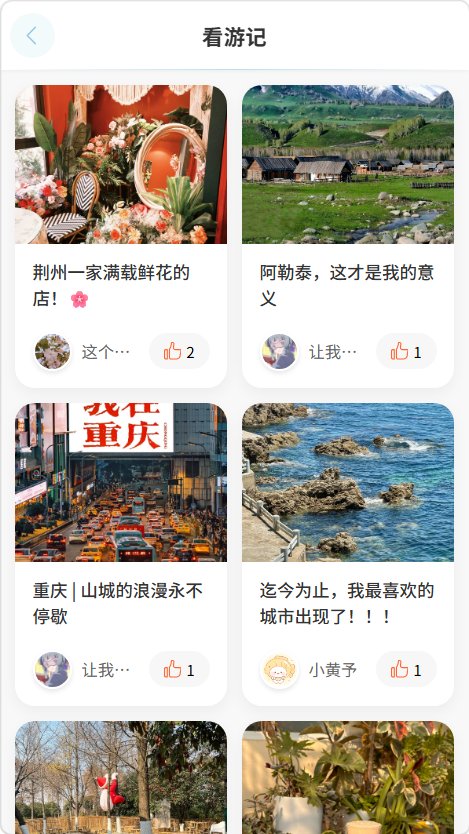 看游记
荆州一家满载鲜花的
店！🌸
这个…
2
阿勒泰，这才是我的意
义
让我…
1
我在
重庆
重庆 | 山城的浪漫永不
停歇
让我…
1
迄今为止，我最喜欢的
城市出现了！！！
小黄予
1